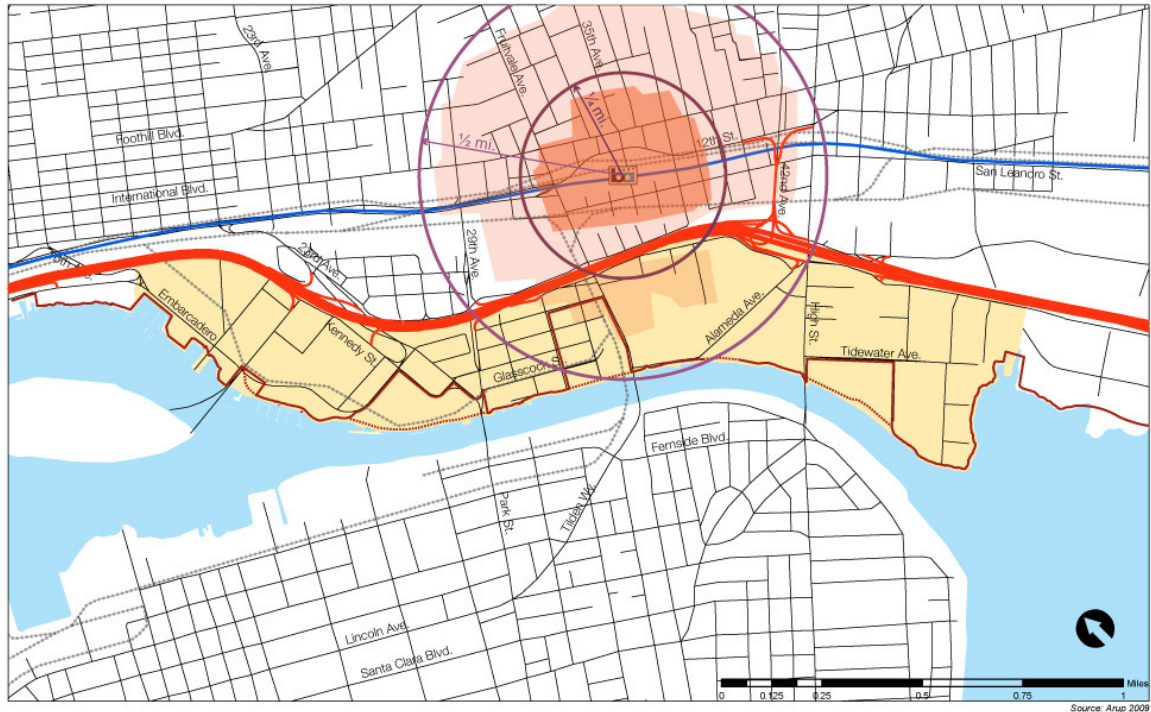 23rd Ave.
Fruitvale Ave.
35th Ave.
Foothill Blvd.
International Blvd.
½ mi.
¼ mi.
12th St.
42nd Ave.
San Leandro St.
29th Ave.
23rd Ave.
Embarcadero
Kennedy St.
Glasscock S
Alameda Ave.
High St.
Tidewater Ave.
Fernside Blvd.
Park St.
Tilden Wy.
Lincoln Ave.
Santa Clara Blvd.
Miles
0 0.125 0.25 0.5 0.75 1
Source: Arup 2009